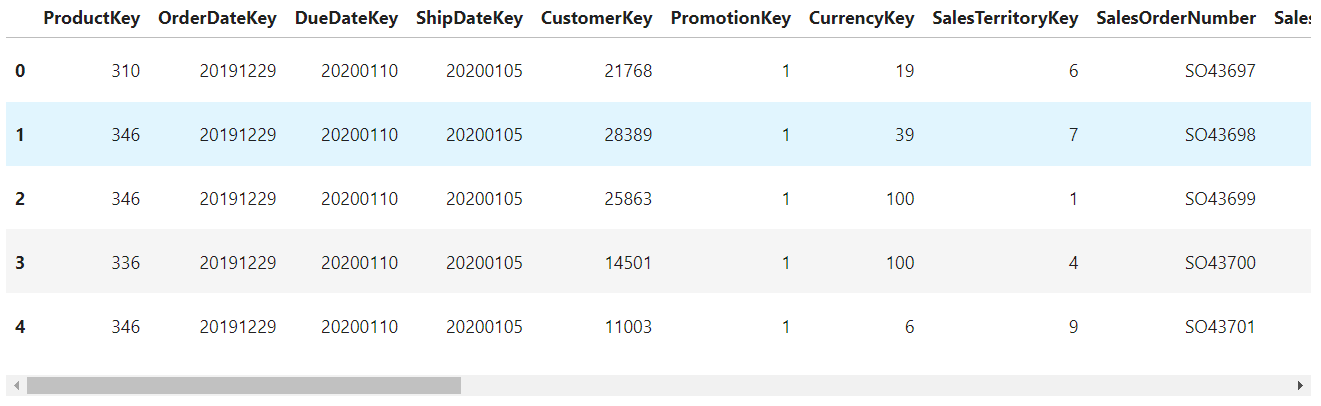 ProductKey OrderDateKey DueDateKey ShipDateKey CustomerKey PromotionKey CurrencyKey SalesTerritoryKey SalesOrderNumber Sales
0 310 20191229 20200110 20200105 21768 1 19 6 SO43697
1 346 20191229 20200110 20200105 28389 1 39 7 SO43698
2 346 20191229 20200110 20200105 25863 1 100 1 SO43699
3 336 20191229 20200110 20200105 14501 1 100 4 SO43700
4 346 20191229 20200110 20200105 11003 1 6 9 SO43701